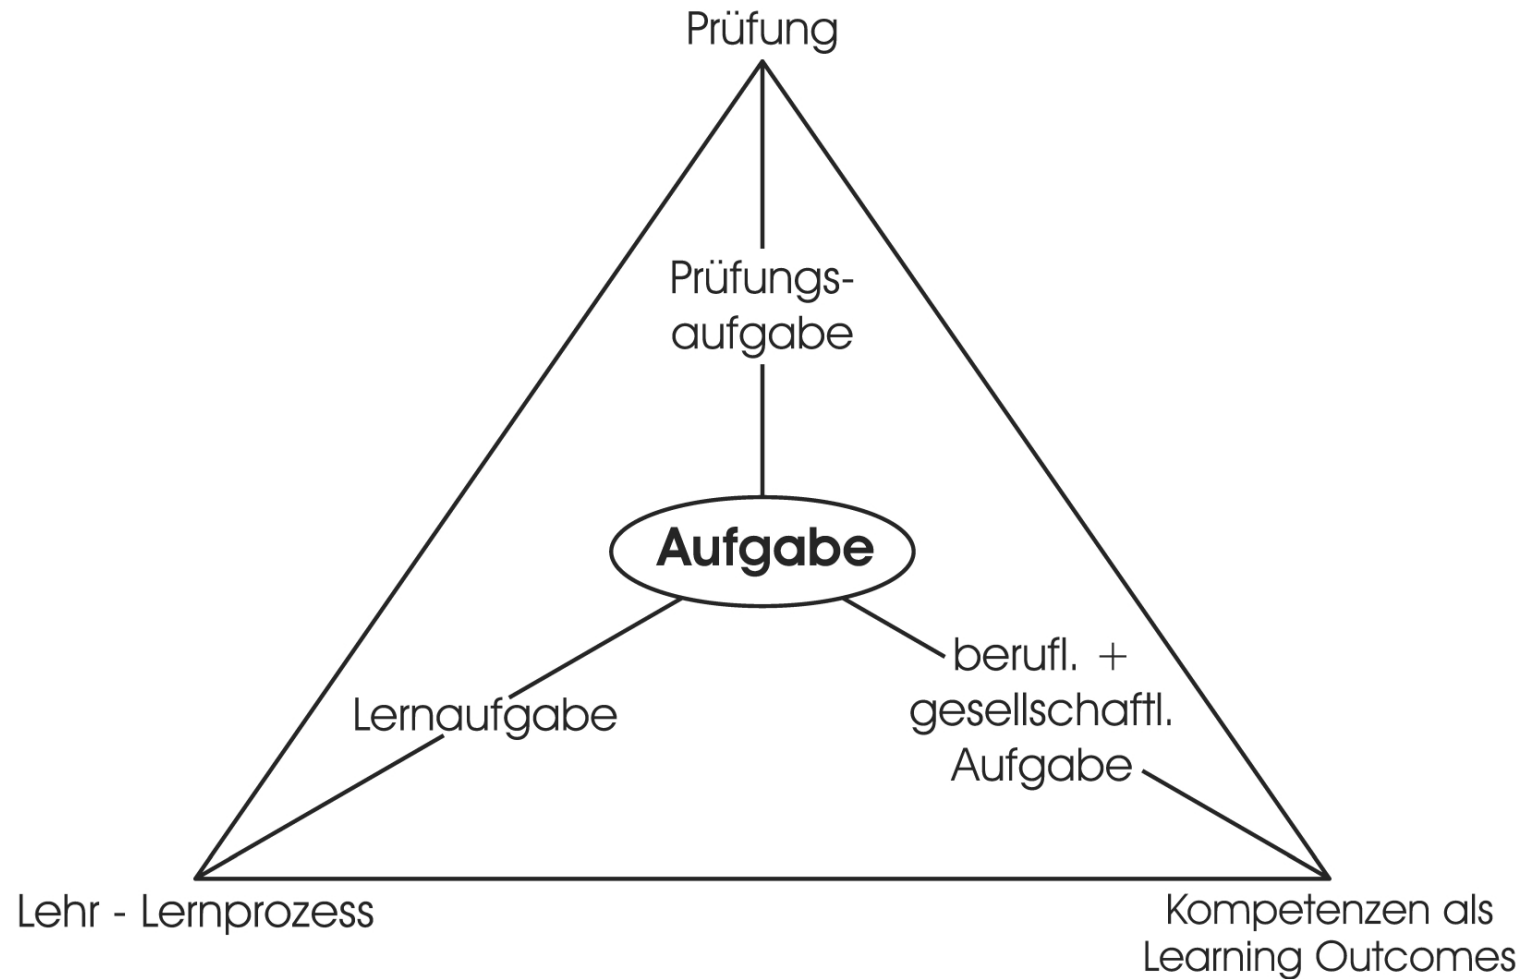 Prüfung
Prüfungs-
aufgabe
Aufgabe
berufl. +
gesellschaftl.
Aufgabe
Lernaufgabe
Lehr - Lernprozess
Kompetenzen als
Learning Outcomes